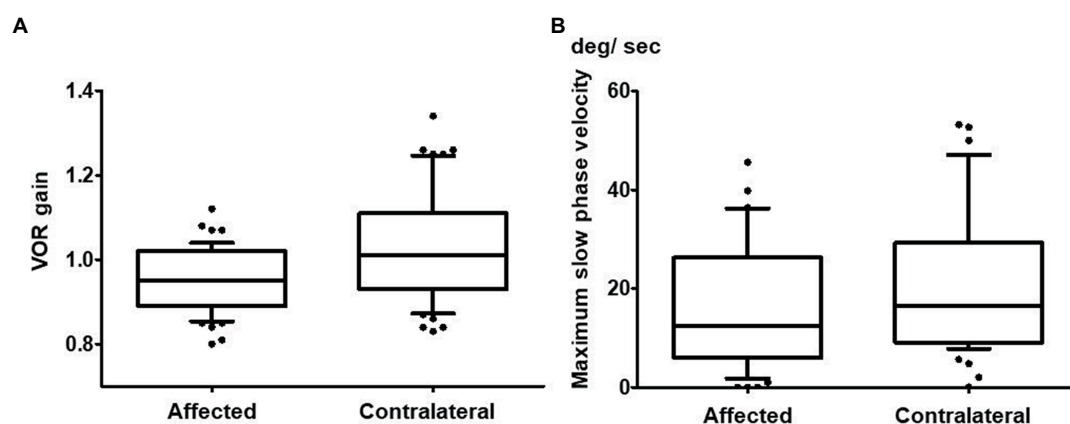 A
VOR gain
1.4
1.2
1.0
0.8
Affected
Contralateral
B
deg/ sec
Maximum slow phase velocity
60
40
20
0
Affected
Contralateral